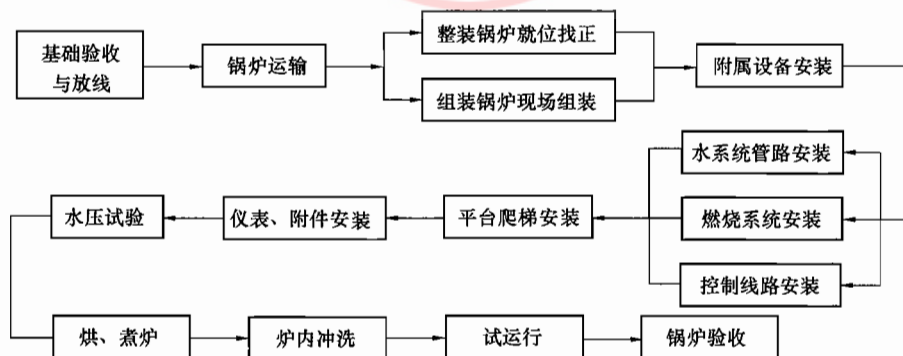 基础验收
与放线
锅炉运输
整装锅炉就位找正
组装锅炉现场组装
附属设备安装
水系统管路安装
燃烧系统安装
控制线路安装
平台爬梯安装
仪表、附件安装
水压试验
烘、煮炉
炉内冲洗
试运行
锅炉验收